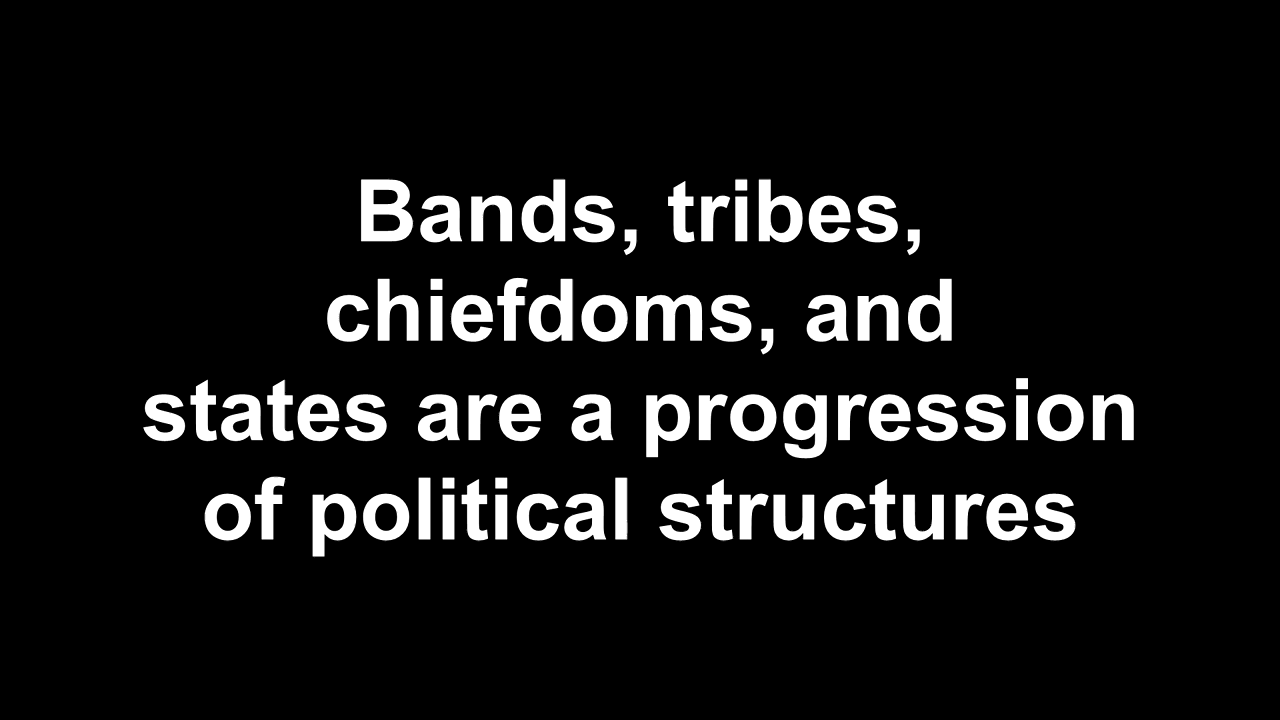 Bands, tribes,
chiefdoms, and
states are a progression
of political structures